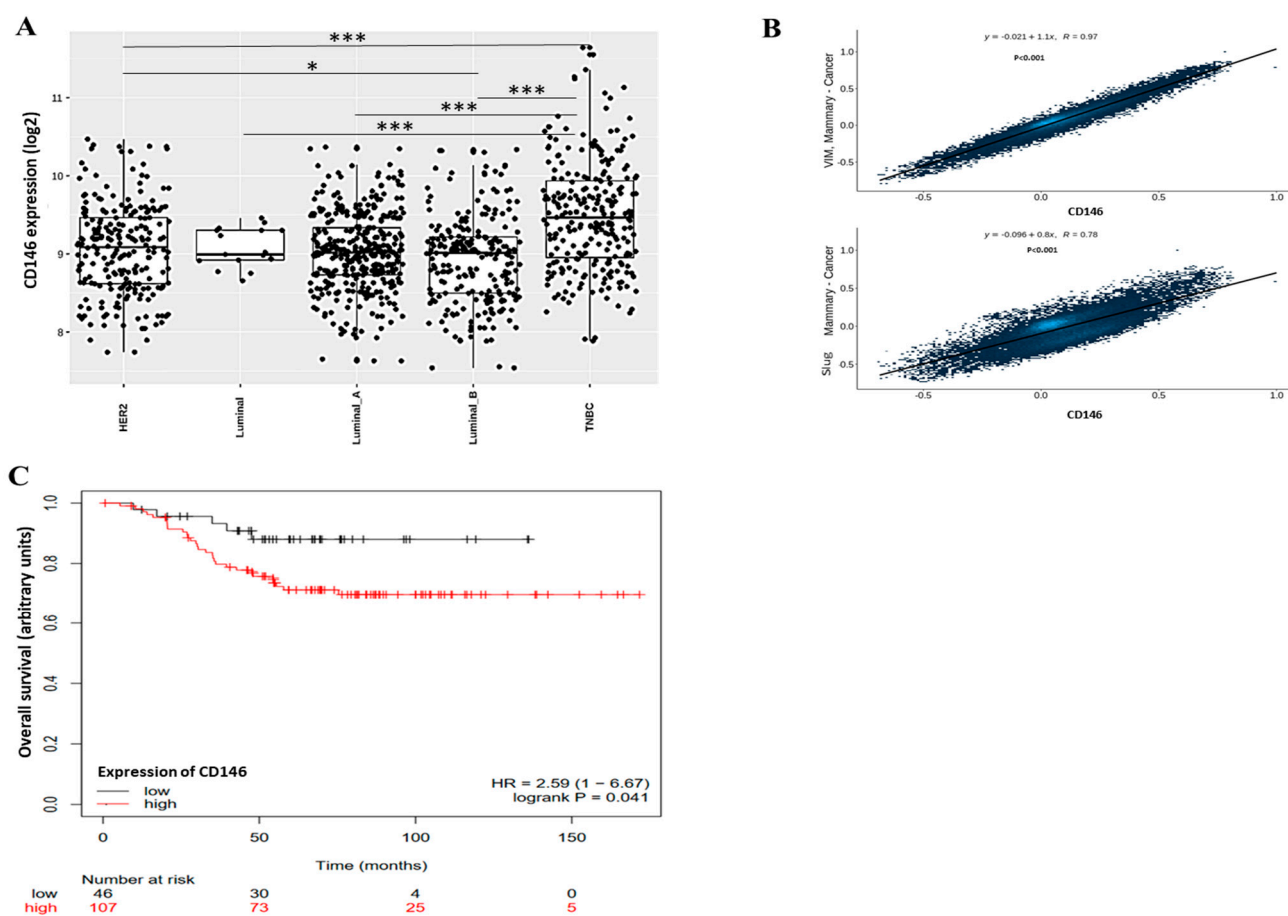 A
CD146 expression (log2)
11
10
9
8
***
*
***
***
***
HER2
Luminal
Luminal_A
Luminal_B
TNBC
B
y = -0.021 + 1.1x, R = 0.97
P<0.001
VIM, Mammary - Cancer
1.0
0.5
0.0
-0.5
-0.5 0.0 0.5 1.0
CD146
y = -0.096 + 0.8x, R = 0.78
P<0.001
Slug Mammary - Cancer
1.0
0.5
0.0
-0.5
-0.5 0.0 0.5 1.0
CD146
C
Overall survival (arbitrary units)
1.0
0.8
0.6
0.4
0.2
0.0
Expression of CD146
low
high
HR = 2.59 (1 − 6.67)
logrank P = 0.041
0 50 100 150
Time (months)
Number at risk
low 46 30 4 0
high 107 73 25 5